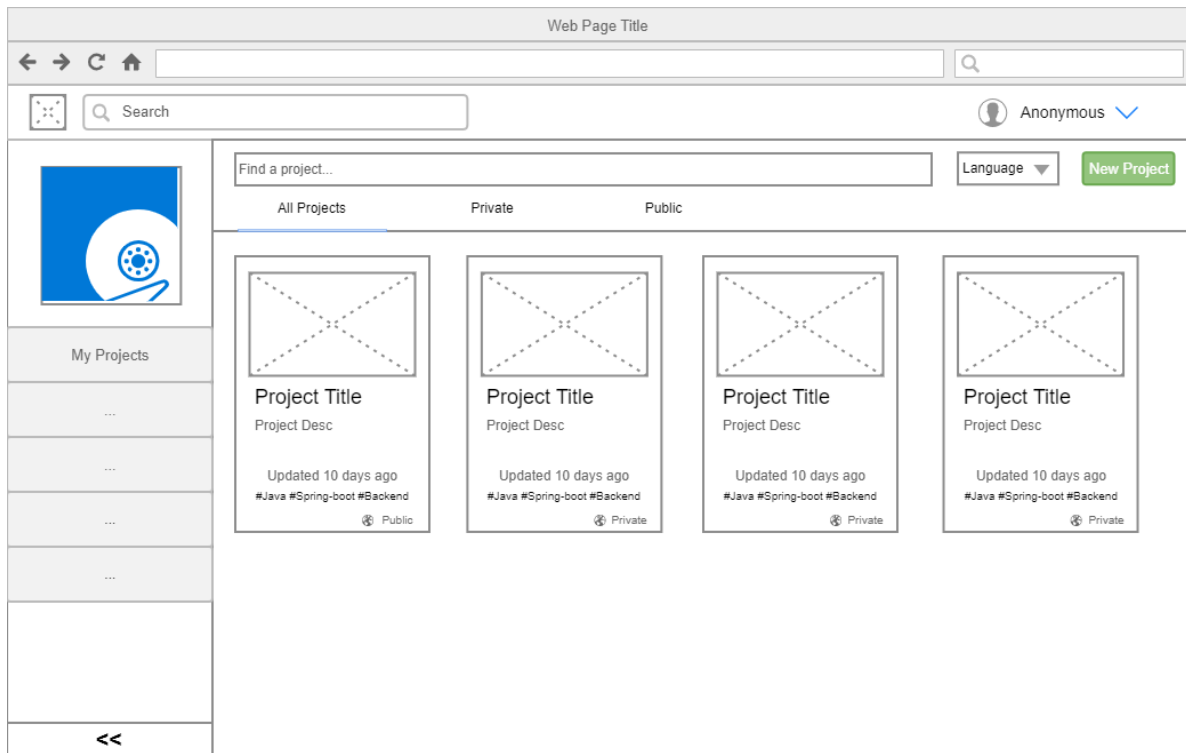 Web Page Title
Search
Anonymous
Find a project...
Language
New Project
All Projects Private Public
My Projects
...
...
...
...
<<
Project Title
Project Desc
Updated 10 days ago
#Java #Spring-boot #Backend
Public
Project Title
Project Desc
Updated 10 days ago
#Java #Spring-boot #Backend
Private
Project Title
Project Desc
Updated 10 days ago
#Java #Spring-boot #Backend
Private
Project Title
Project Desc
Updated 10 days ago
#Java #Spring-boot #Backend
Private